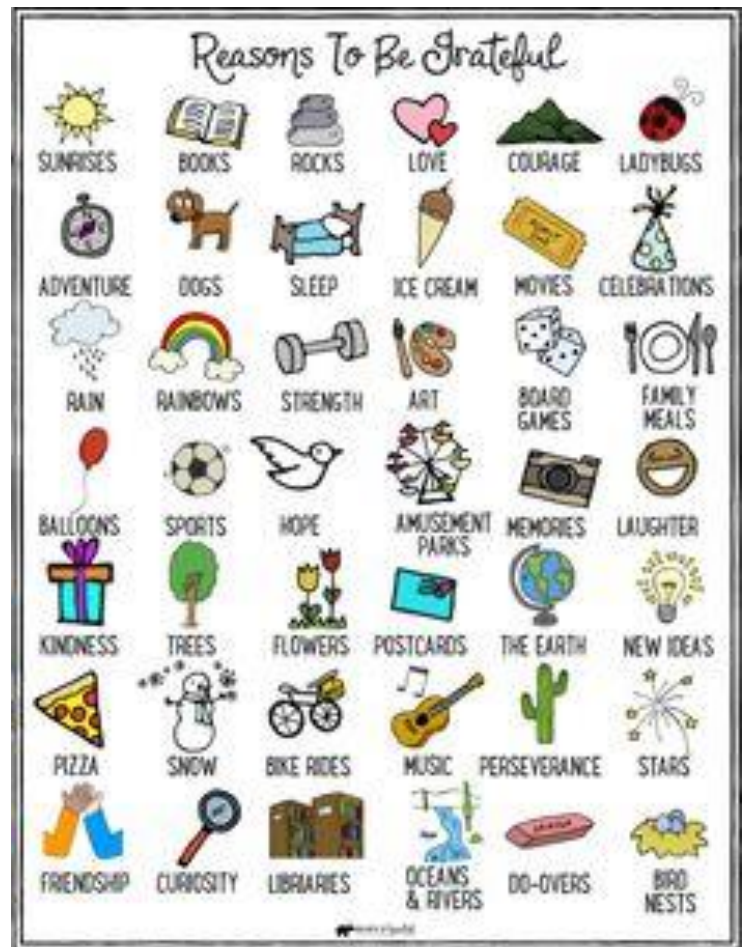 Reasons To Be Grateful
SUNRISES BOOKS ROCKS LOVE COURAGE LADYBUGS
ADVENTURE DOGS SLEEP ICE CREAM MOVIES CELEBRATIONS
RAIN RAINBOWS STRENGTH ART BOARD GAMES FAMILY MEALS
BALLOONS SPORTS HOPE AMUSEMENT PARKS MEMORIES LAUGHTER
KINDNESS TREES FLOWERS POSTCARDS THE EARTH NEW IDEAS
PIZZA SNOW BIKE RIDES MUSIC PERSEVERANCE STARS
FRIENDSHIP CURIOSITY LIBRARIES OCEANS & RIVERS DO-OVERS BIRD NESTS